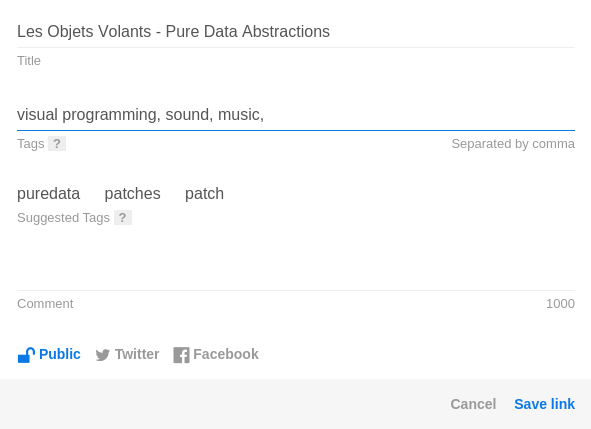 Les Objets Volants - Pure Data Abstractions
Title
visual programming, sound, music,
Tags ? Separated by comma
puredata patches patch
Suggested Tags ?
Comment 1000
Public Twitter Facebook
Cancel Save link